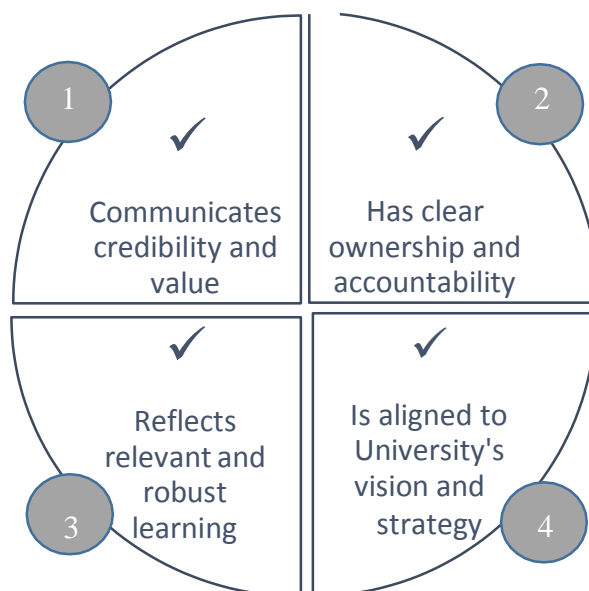 1
✓
Communicates
credibility and
value
2
✓
Has clear
ownership and
accountability
3
✓
Reflects
relevant and
robust
learning
4
✓
Is aligned to
University's
vision and
strategy